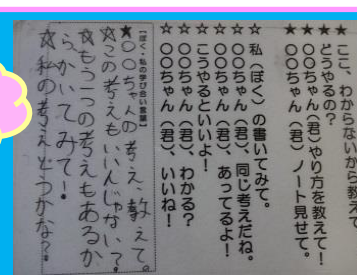 ★ここ、わからないから教えて
★どうやるの?
★〇〇ちゃん(君)やり方を教えて!
★〇〇ちゃん(君)ノート見せて。
☆私(ぼく)の書いてみて。
☆〇〇ちゃん(君)、同じ考えだね。
☆〇〇ちゃん(君)、あってるよ!
☆こうやるといいよ!
☆〇〇ちゃん(君)、わかる?
☆〇〇ちゃん(君)、いいね!
【ぼく・私の学び合い言葉】
★〇〇ちゃんの考え、教えて。
☆この考えもいいんじゃない?
☆もう一つの考えもあるか
ら、かいてみて!
☆私の考えどうかな?